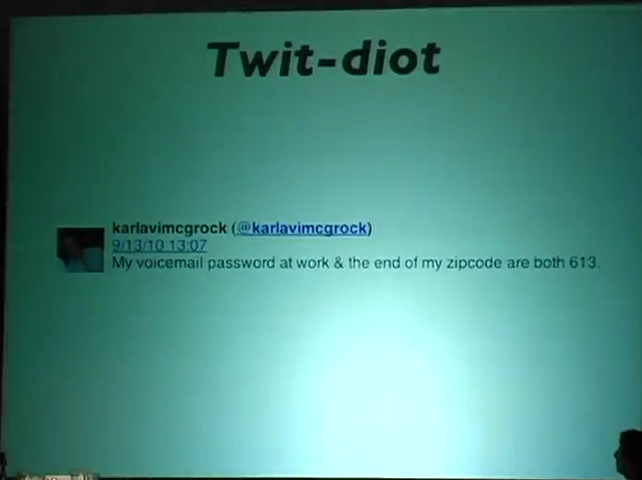 Twit-diot
karlavimcgrock (@karlavimcgrock)
9/13/10 13:07
My voicemail password at work & the end of my zipcode are both 613.